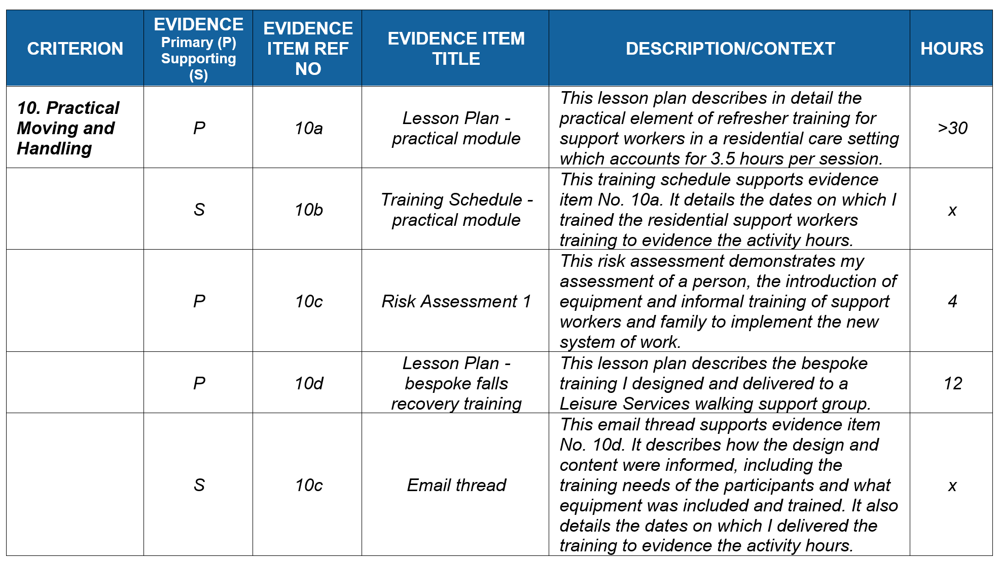 CRITERION
EVIDENCE
Primary (P)
Supporting
(S)
EVIDENCE
ITEM REF
NO
EVIDENCE ITEM
TITLE
DESCRIPTION/CONTEXT
HOURS
10. Practical
Moving and
Handling
P
10a
Lesson Plan -
practical module
This lesson plan describes in detail the
practical element of refresher training for
support workers in a residential care setting
which accounts for 3.5 hours per session.
>30
S
10b
Training Schedule -
practical module
This training schedule supports evidence
item No. 10a. It details the dates on which I
trained the residential support workers
training to evidence the activity hours.
x
P
10c
Risk Assessment 1
This risk assessment demonstrates my
assessment of a person, the introduction of
equipment and informal training of support
workers and family to implement the new
system of work.
4
P
10d
Lesson Plan -
bespoke falls
recovery training
This lesson plan describes the bespoke
training I designed and delivered to a
Leisure Services walking support group.
12
S
10c
Email thread
This email thread supports evidence item
No. 10d. It describes how the design and
content were informed, including the
training needs of the participants and what
equipment was included and trained. It also
details the dates on which I delivered the
training to evidence the activity hours.
x